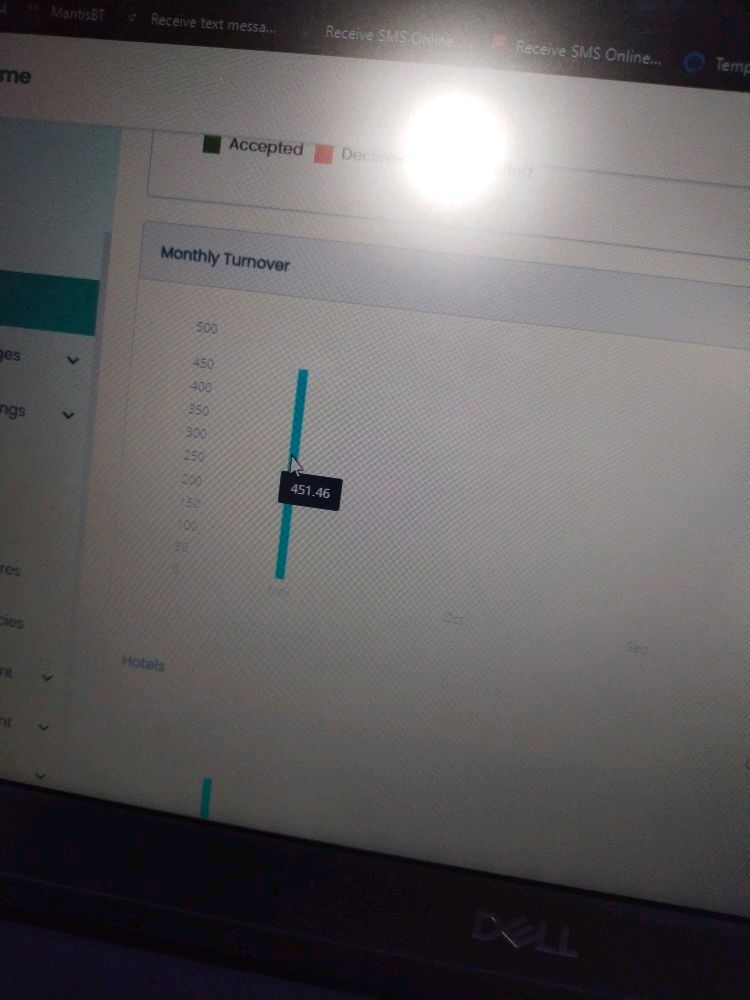 MantisBT Receive text messa... Receive SMS Online... Receive SMS Online... Temp
me
Accepted Declined
Monthly Turnover
500
450
400
350
300
250
200
150
100
50
0
451.46
Nov Oct Sep
Hotels
ges
ngs
res
cies
nt
nt
DELL